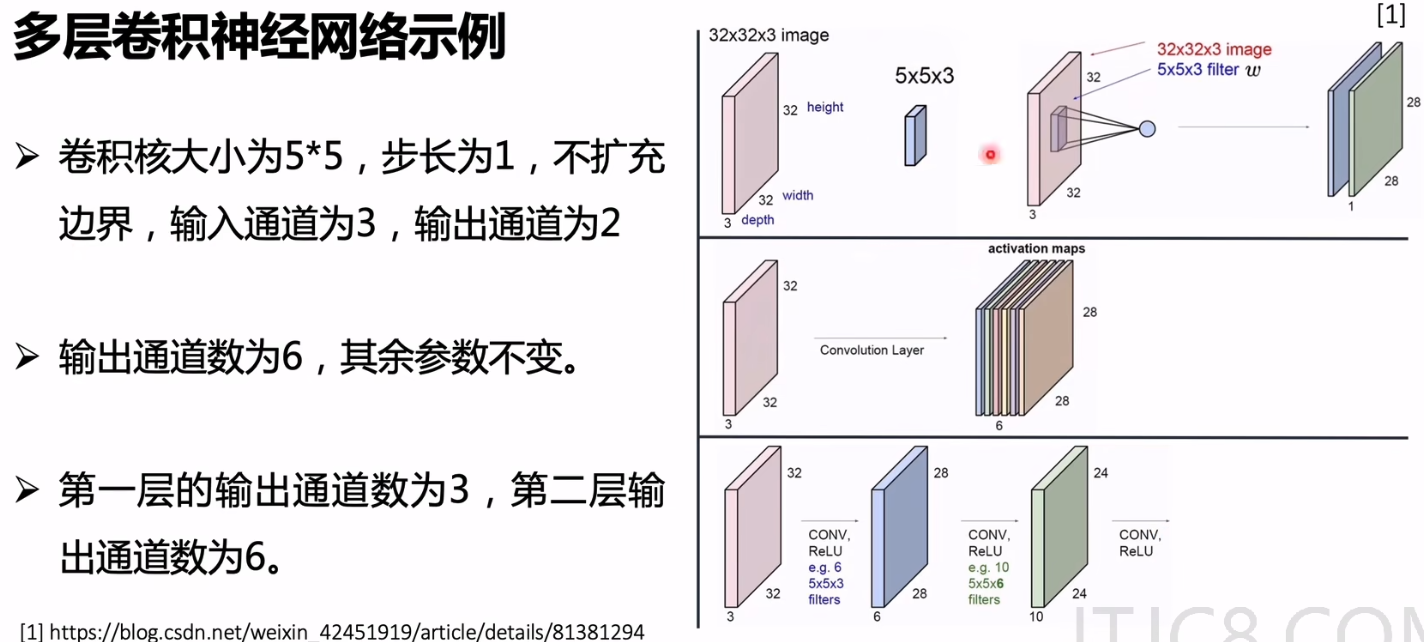 多层卷积神经网络示例
[1]
➢ 卷积核大小为5*5，步长为1，不扩充
边界，输入通道为3，输出通道为2
➢ 输出通道数为6，其余参数不变。
➢ 第一层的输出通道数为3，第二层输
出通道数为6。
[1] https://blog.csdn.net/weixin_42451919/article/details/81381294
32x32x3 image
32 height
32 width
3 depth
5x5x3
32x32x3 image
5x5x3 filter w
32
32
3
28
28
1
activation maps
32
32
3
Convolution Layer
28
28
6
32
32
3
CONV,
ReLU
e.g. 6
5x5x3
filters
28
28
6
CONV,
ReLU
e.g. 10
5x5x6
filters
24
24
10
CONV,
ReLU